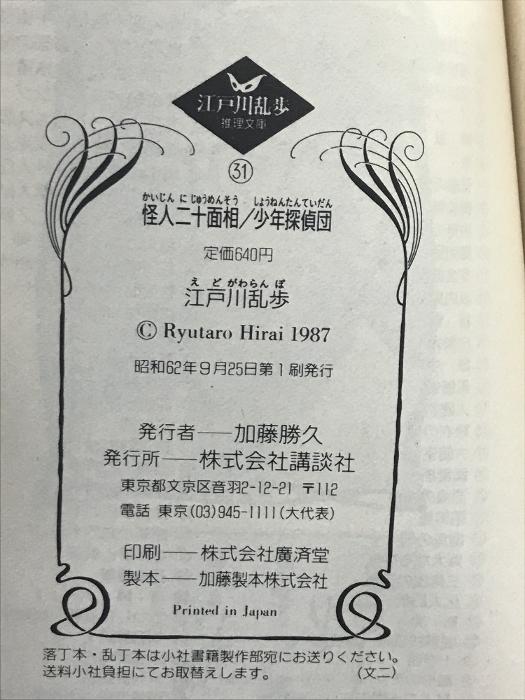 江戸川乱歩
推理文庫
㉛
かいじん に じゅうめんそう しょうねんたんていだん
怪人二十面相/少年探偵団
定価640円
え ど がわらん ぽ
江戸川乱歩
© Ryutaro Hirai 1987
昭和62年9月25日第1刷発行
発行者──加藤勝久
発行所──株式会社講談社
東京都文京区音羽2-12-21 〒112
電話 東京(03)945-1111(大代表)
印刷──株式会社廣済堂
製本──加藤製本株式会社
Printed in Japan
落丁本・乱丁本は小社書籍製作部宛にお送りください。
送料小社負担にてお取替えします。 (文二)